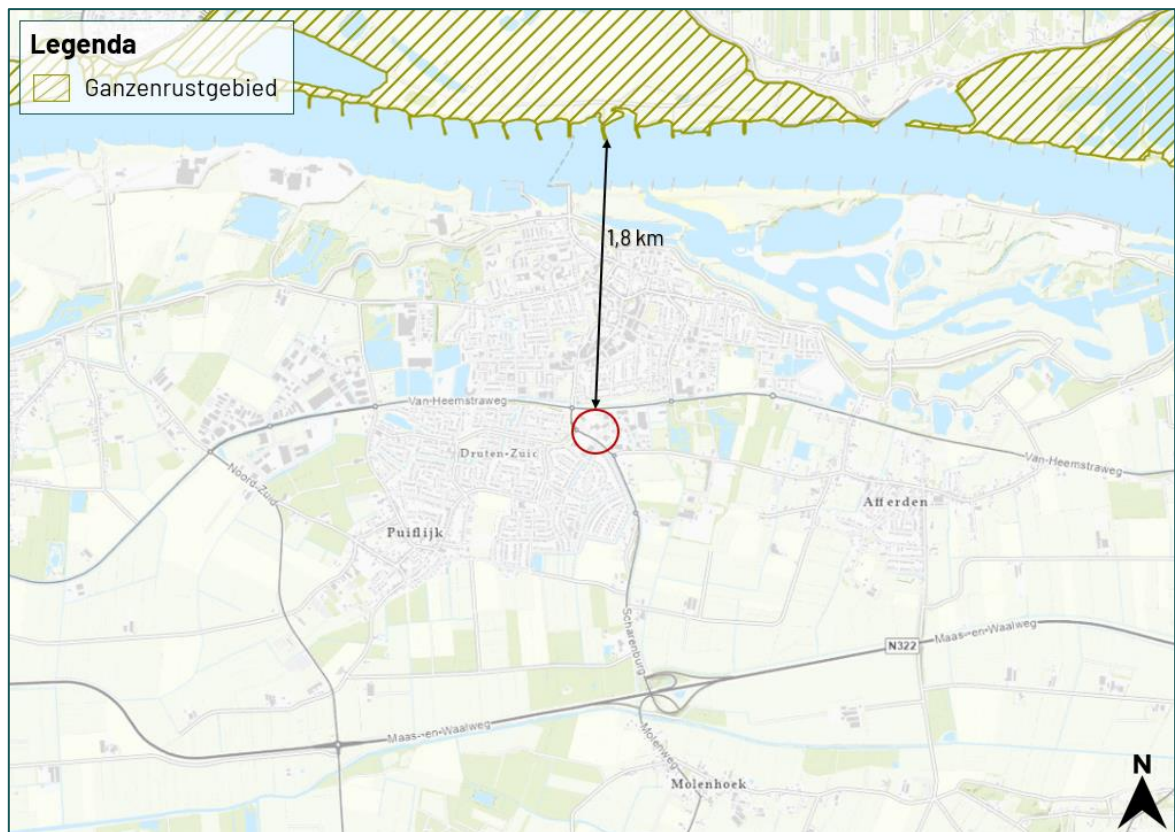 Legenda
Ganzenrustgebied
1,8 km
Van-Heemstraweg
Druten-Zuid
Van-Heemstraweg
Noord-Zuid
Afferden
Puiflijk
Scharenburg
Maas-en-Waalweg
N322
Maas-en-Waalweg
Molenweg
Molenhoek
N